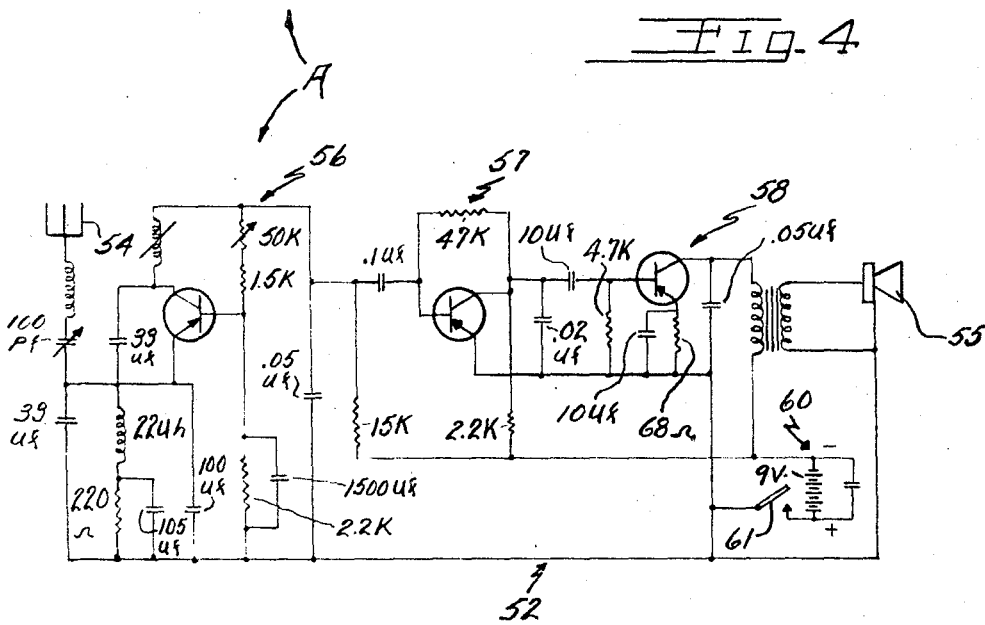 Fig. 4
A
56
57
58
54
50K
47K
.1uf
10uf
4.7K
.05uf
1.5K
100
Pf
39
uf
.02
uf
55
.05
uf
39
uf
22uh
15K
2.2K
10uf
68Ω
60
-
9V.
100
uf
1500uf
220
Ω
105
uf
2.2K
61
+
52